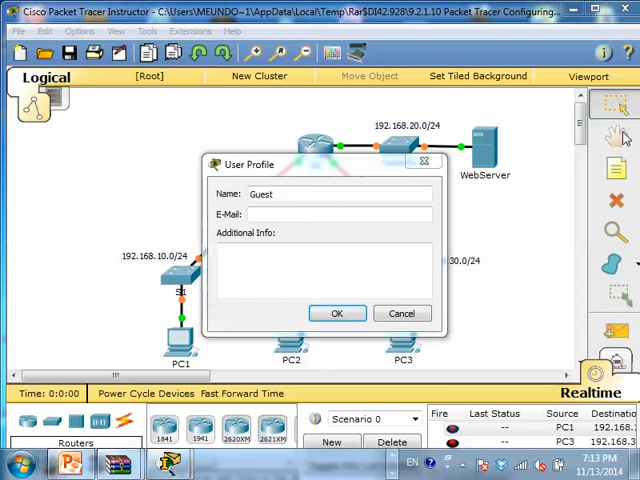 Cisco Packet Tracer Instructor - C:\Users\MEUNDO~1\AppData\Local\Temp\Rar$DI42.928\9.2.1.10 Packet Tracer Configuring...
File Edit Options View Tools Extensions Help
Logical [Root] New Cluster Move Object Set Tiled Background Viewport
192.168.20.0/24
WebServer
User Profile
Name: Guest
E-Mail:
Additional Info:
192.168.10.0/24
30.0/24
S1
OK Cancel
PC1 PC2 PC3
Time: 0:0:00 Power Cycle Devices Fast Forward Time Realtime
Scenario 0 Fire Last Status Source Destinatio
1841 1941 2620XM 2621XM -- PC1 192.168.
Routers New Delete -- PC3 192.168.3
EN 7:13 PM
11/13/2014